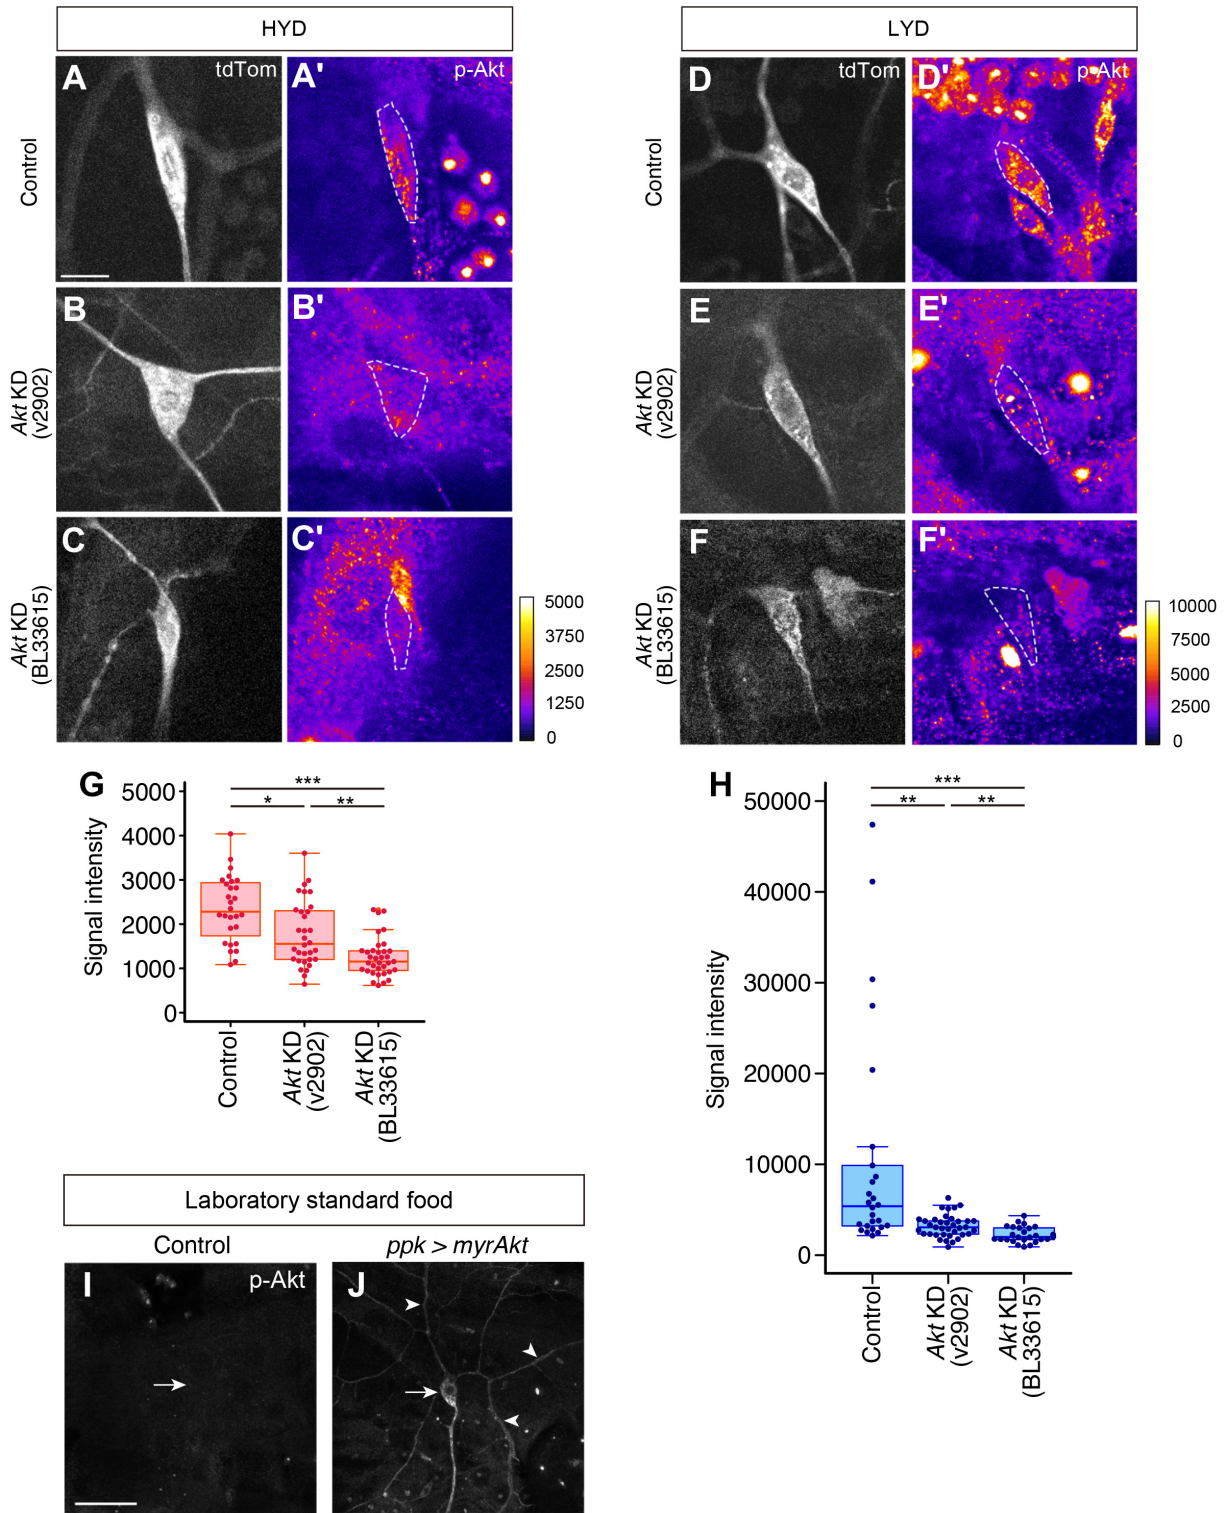 HYD
LYD
A
tdTom
A'
p-Akt
D
tdTom
D'
p-Akt
Control
Control
B
B'
E
E'
Akt KD
(v2902)
Akt KD
(v2902)
C
C'
F
F'
Akt KD
(BL33615)
Akt KD
(BL33615)
5000
3750
2500
1250
0
10000
7500
5000
2500
0
G
***
*
**
5000
4000
3000
2000
1000
0
Signal intensity
Control
Akt KD
(v2902)
Akt KD
(BL33615)
H
***
**
**
50000
40000
30000
20000
10000
0
Signal intensity
Control
Akt KD
(v2902)
Akt KD
(BL33615)
Laboratory standard food
Control
ppk > myrAkt
I
p-Akt
J